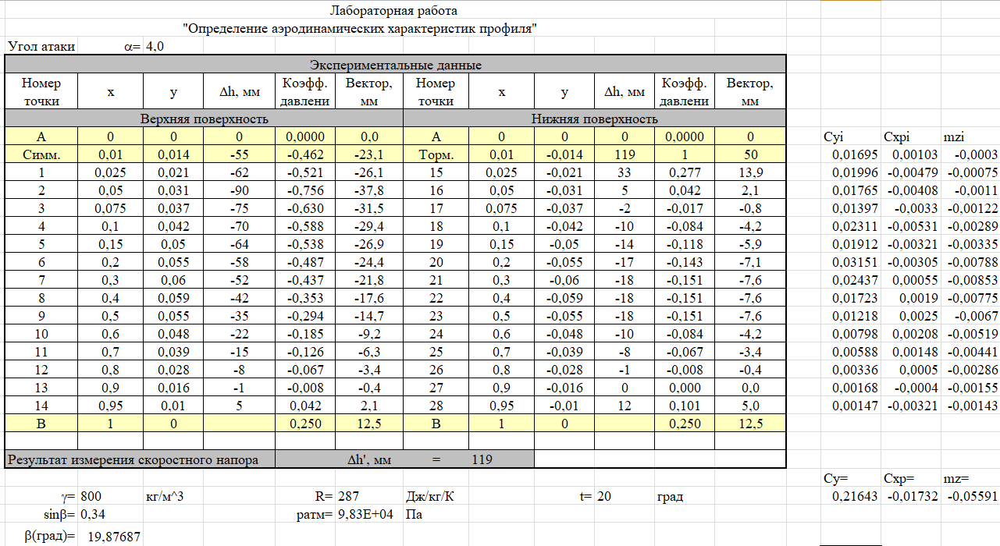 Лабораторная работа
"Определение аэродинамических характеристик профиля"
Угол атаки α= 4,0
Экспериментальные данные
Номер точки x y Δh, мм Коэфф. давлени Вектор, мм Номер точки x y Δh, мм Коэфф. давлени Вектор, мм
Верхняя поверхность Нижняя поверхность
A 0 0 0 0,0000 0,0 A 0 0 0 0,0000 0 Cyi Cxpi mzi
Симм. 0,01 0,014 -55 -0,462 -23,1 Торм. 0,01 -0,014 119 1 50 0,01695 0,00103 -0,0003
1 0,025 0,021 -62 -0,521 -26,1 15 0,025 -0,021 33 0,277 13,9 0,01996 -0,00479 -0,00075
2 0,05 0,031 -90 -0,756 -37,8 16 0,05 -0,031 5 0,042 2,1 0,01765 -0,00408 -0,0011
3 0,075 0,037 -75 -0,630 -31,5 17 0,075 -0,037 -2 -0,017 -0,8 0,01397 -0,0033 -0,00122
4 0,1 0,042 -70 -0,588 -29,4 18 0,1 -0,042 -10 -0,084 -4,2 0,02311 -0,00531 -0,00289
5 0,15 0,05 -64 -0,538 -26,9 19 0,15 -0,05 -14 -0,118 -5,9 0,01912 -0,00321 -0,00335
6 0,2 0,055 -58 -0,487 -24,4 20 0,2 -0,055 -17 -0,143 -7,1 0,03151 -0,00305 -0,00788
7 0,3 0,06 -52 -0,437 -21,8 21 0,3 -0,06 -18 -0,151 -7,6 0,02437 0,00055 -0,00853
8 0,4 0,059 -42 -0,353 -17,6 22 0,4 -0,059 -18 -0,151 -7,6 0,01723 0,0019 -0,00775
9 0,5 0,055 -35 -0,294 -14,7 23 0,5 -0,055 -18 -0,151 -7,6 0,01218 0,0025 -0,0067
10 0,6 0,048 -22 -0,185 -9,2 24 0,6 -0,048 -10 -0,084 -4,2 0,00798 0,00208 -0,00519
11 0,7 0,039 -15 -0,126 -6,3 25 0,7 -0,039 -8 -0,067 -3,4 0,00588 0,00148 -0,00441
12 0,8 0,028 -8 -0,067 -3,4 26 0,8 -0,028 -1 -0,008 -0,4 0,00336 0,0005 -0,00286
13 0,9 0,016 -1 -0,008 -0,4 27 0,9 -0,016 0 0,000 0,0 0,00168 -0,0004 -0,00155
14 0,95 0,01 5 0,042 2,1 28 0,95 -0,01 12 0,101 5,0 0,00147 -0,00321 -0,00143
B 1 0 0,250 12,5 B 1 0 0,250 12,5
Результат измерения скоростного напора Δh', мм = 119
Cy= Cxp= mz=
γ= 800 кг/м^3 R= 287 Дж/кг/К t= 20 град 0,21643 -0,01732 -0,05591
sinβ= 0,34 pатм= 9,83E+04 Па
β(град)= 19,87687